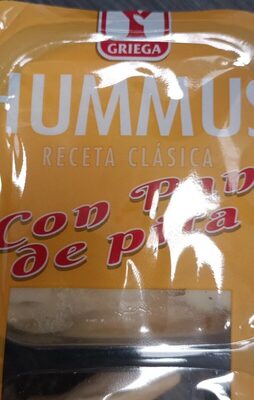 GRIEGA
HUMMUS
RECETA CLÁSICA
Con Pan
de pita